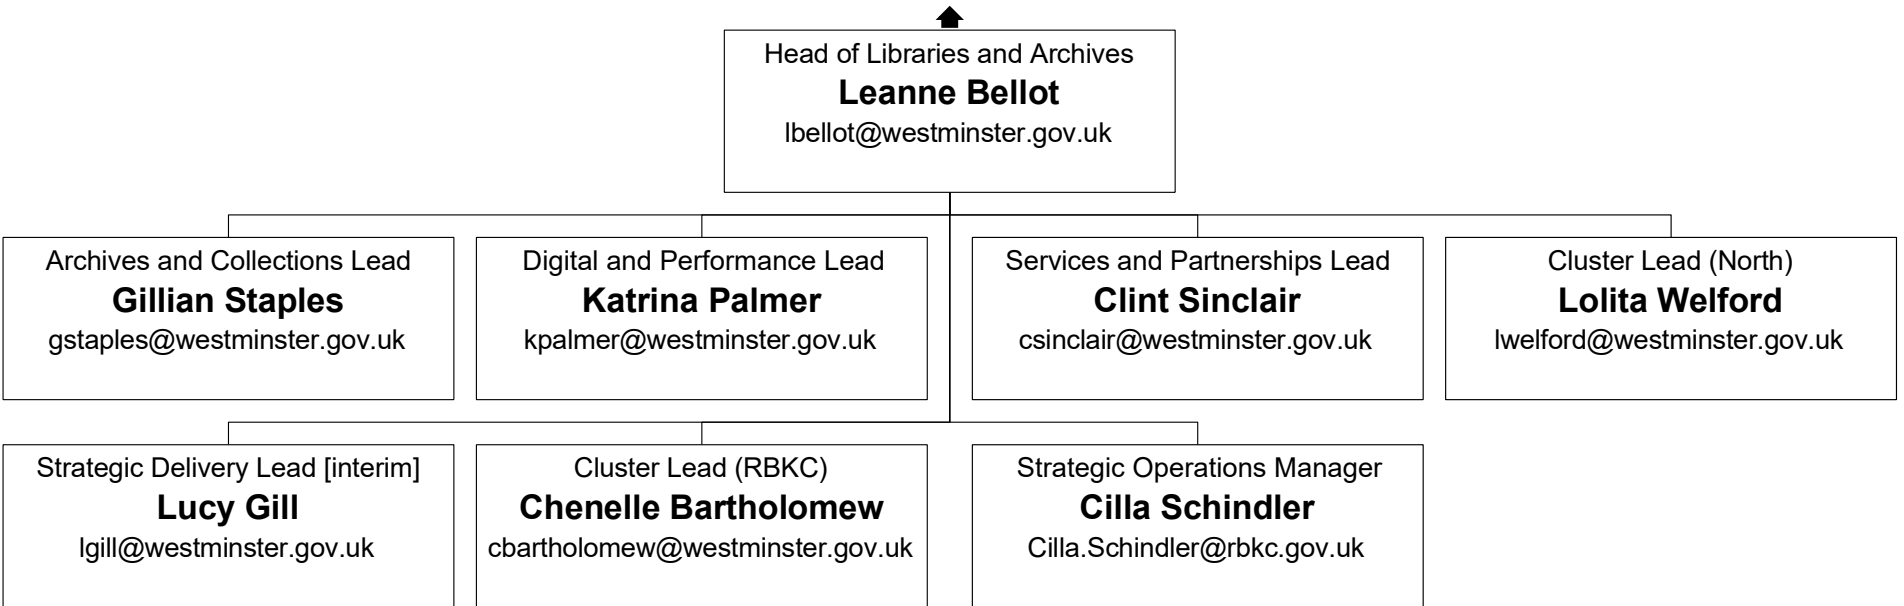 Head of Libraries and Archives
Leanne Bellot
lbellot@westminster.gov.uk
Archives and Collections Lead
Gillian Staples
gstaples@westminster.gov.uk
Digital and Performance Lead
Katrina Palmer
kpalmer@westminster.gov.uk
Services and Partnerships Lead
Clint Sinclair
csinclair@westminster.gov.uk
Cluster Lead (North)
Lolita Welford
lwelford@westminster.gov.uk
Strategic Delivery Lead [interim]
Lucy Gill
lgill@westminster.gov.uk
Cluster Lead (RBKC)
Chenelle Bartholomew
cbartholomew@westminster.gov.uk
Strategic Operations Manager
Cilla Schindler
Cilla.Schindler@rbkc.gov.uk